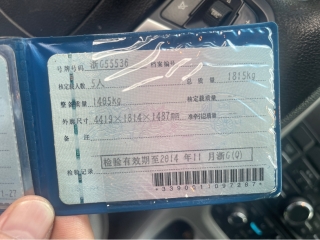 号牌号码 浙G55536 档案编号
核定载人数 5人 总质量 1815kg
整备质量 1405kg 核定载质量
外廓尺寸 4419×1814×1487mm 准牵引总质量
备注
检验有效期至2014年11月浙G(0)
检验记录